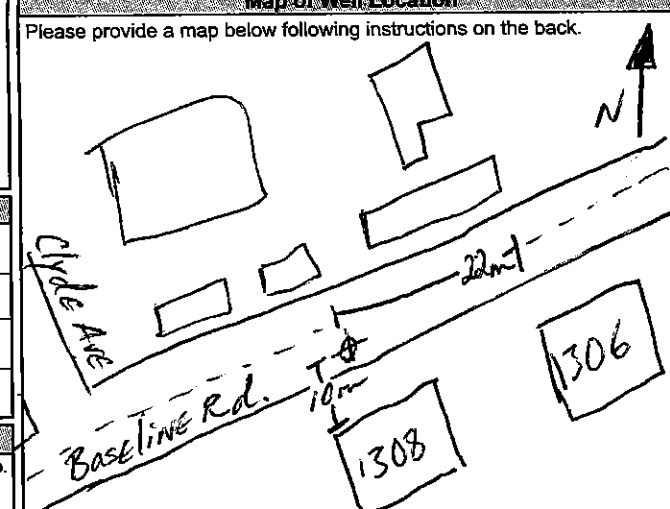 Map of Well Location
Please provide a map below following instructions on the back.
N
Clyde Ave
22m
Baseline Rd.
10m
1306
1308